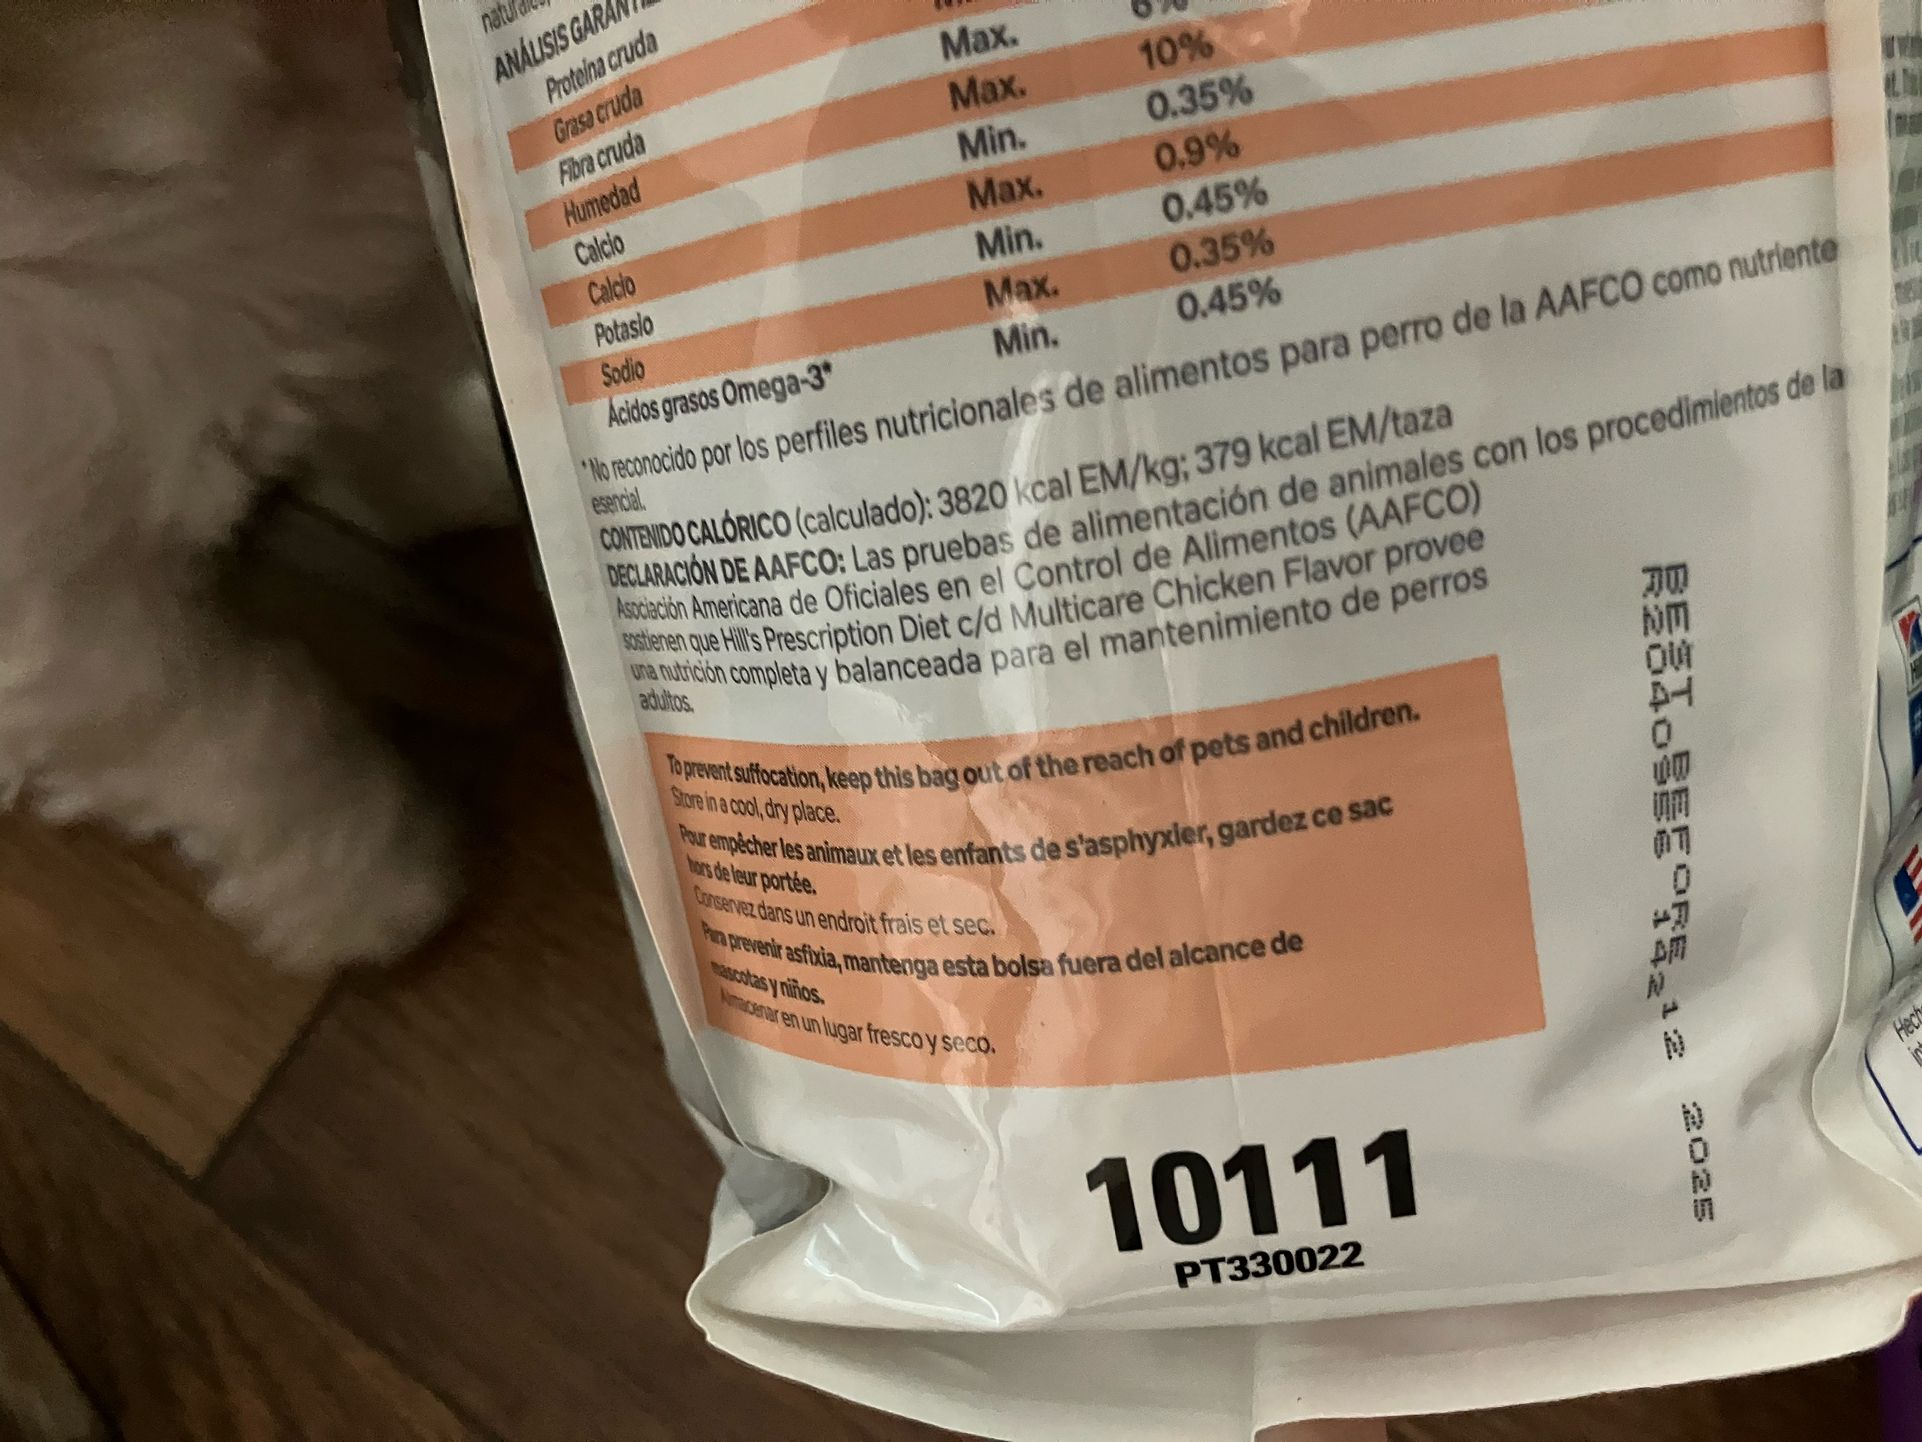 ANÁLISIS
Proteína cruda
Grasa cruda Max. 6%
Fibra cruda Max. 10%
Humedad Max. 0.35%
Calcio Min. 0.9%
Calcio Max. 0.45%
Potasio Min. 0.35%
Sodio Max. 0.45%
Ácidos grasos Omega-3* Min.
*No reconocido por los perfiles nutricionales de alimentos para perro de la AAFCO como nutriente
esencial.
CONTENIDO CALÓRICO (calculado): 3820 kcal EM/kg; 379 kcal EM/taza
DECLARACIÓN DE AAFCO: Las pruebas de alimentación de animales con los procedimientos de la
Asociación Americana de Oficiales en el Control de Alimentos (AAFCO)
sostienen que Hill's Prescription Diet c/d Multicare Chicken Flavor provee
una nutrición completa y balanceada para el mantenimiento de perros
adultos.
To prevent suffocation, keep this bag out of the reach of pets and children.
Store in a cool, dry place.
Pour empêcher les animaux et les enfants de s'asphyxier, gardez ce sac
hors de leur portée.
Conservez dans un endroit frais et sec.
Para prevenir asfixia, mantenga esta bolsa fuera del alcance de
mascotas y niños.
Almacenar en un lugar fresco y seco.
BEST BEFORE 12 2025
R2040956 142
10111
PT330022